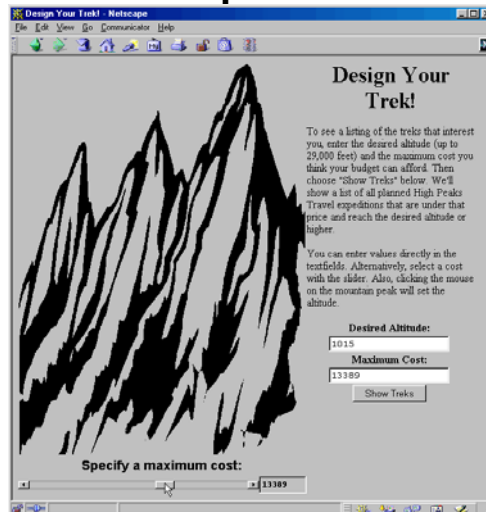 Design Your Trek! - Netscape
File Edit View Go Communicator Help
Design Your
Trek!
To see a listing of the treks that interest
you, enter the desired altitude (up to
29,000 feet) and the maximum cost you
think your budget can afford. Then
choose "Show Treks" below. We'll
show a list of all planned High Peaks
Travel expeditions that are under that
price and reach the desired altitude or
higher.
You can enter values directly in the
textfields. Alternatively, select a cost
with the slider. Also, clicking the mouse
on the mountain peak will set the
altitude.
Desired Altitude:
1015
Maximum Cost:
13389
Show Treks
Specify a maximum cost:
13389